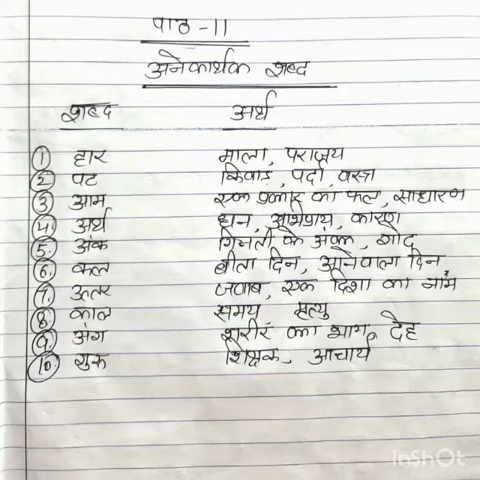 पाठ -11
अनेकार्थक शब्द
शब्द अर्थ
1 हार माला, पराजय
2 पट किवाड़, पर्दा, वस्त्र
3 आम एक प्रकार का फल, साधारण
4. अर्थ धन, अभिप्राय, कारण
5. अंक गिनती के अंक, गोद
6. कल बीता दिन, आनेवाला दिन
7. उत्तर जवाब, एक दिशा का नाम
8. काल समय मृत्यु
9. अंग शरीर का भाग, देह
10. गुरु शिक्षक, आचार्य
InShOt